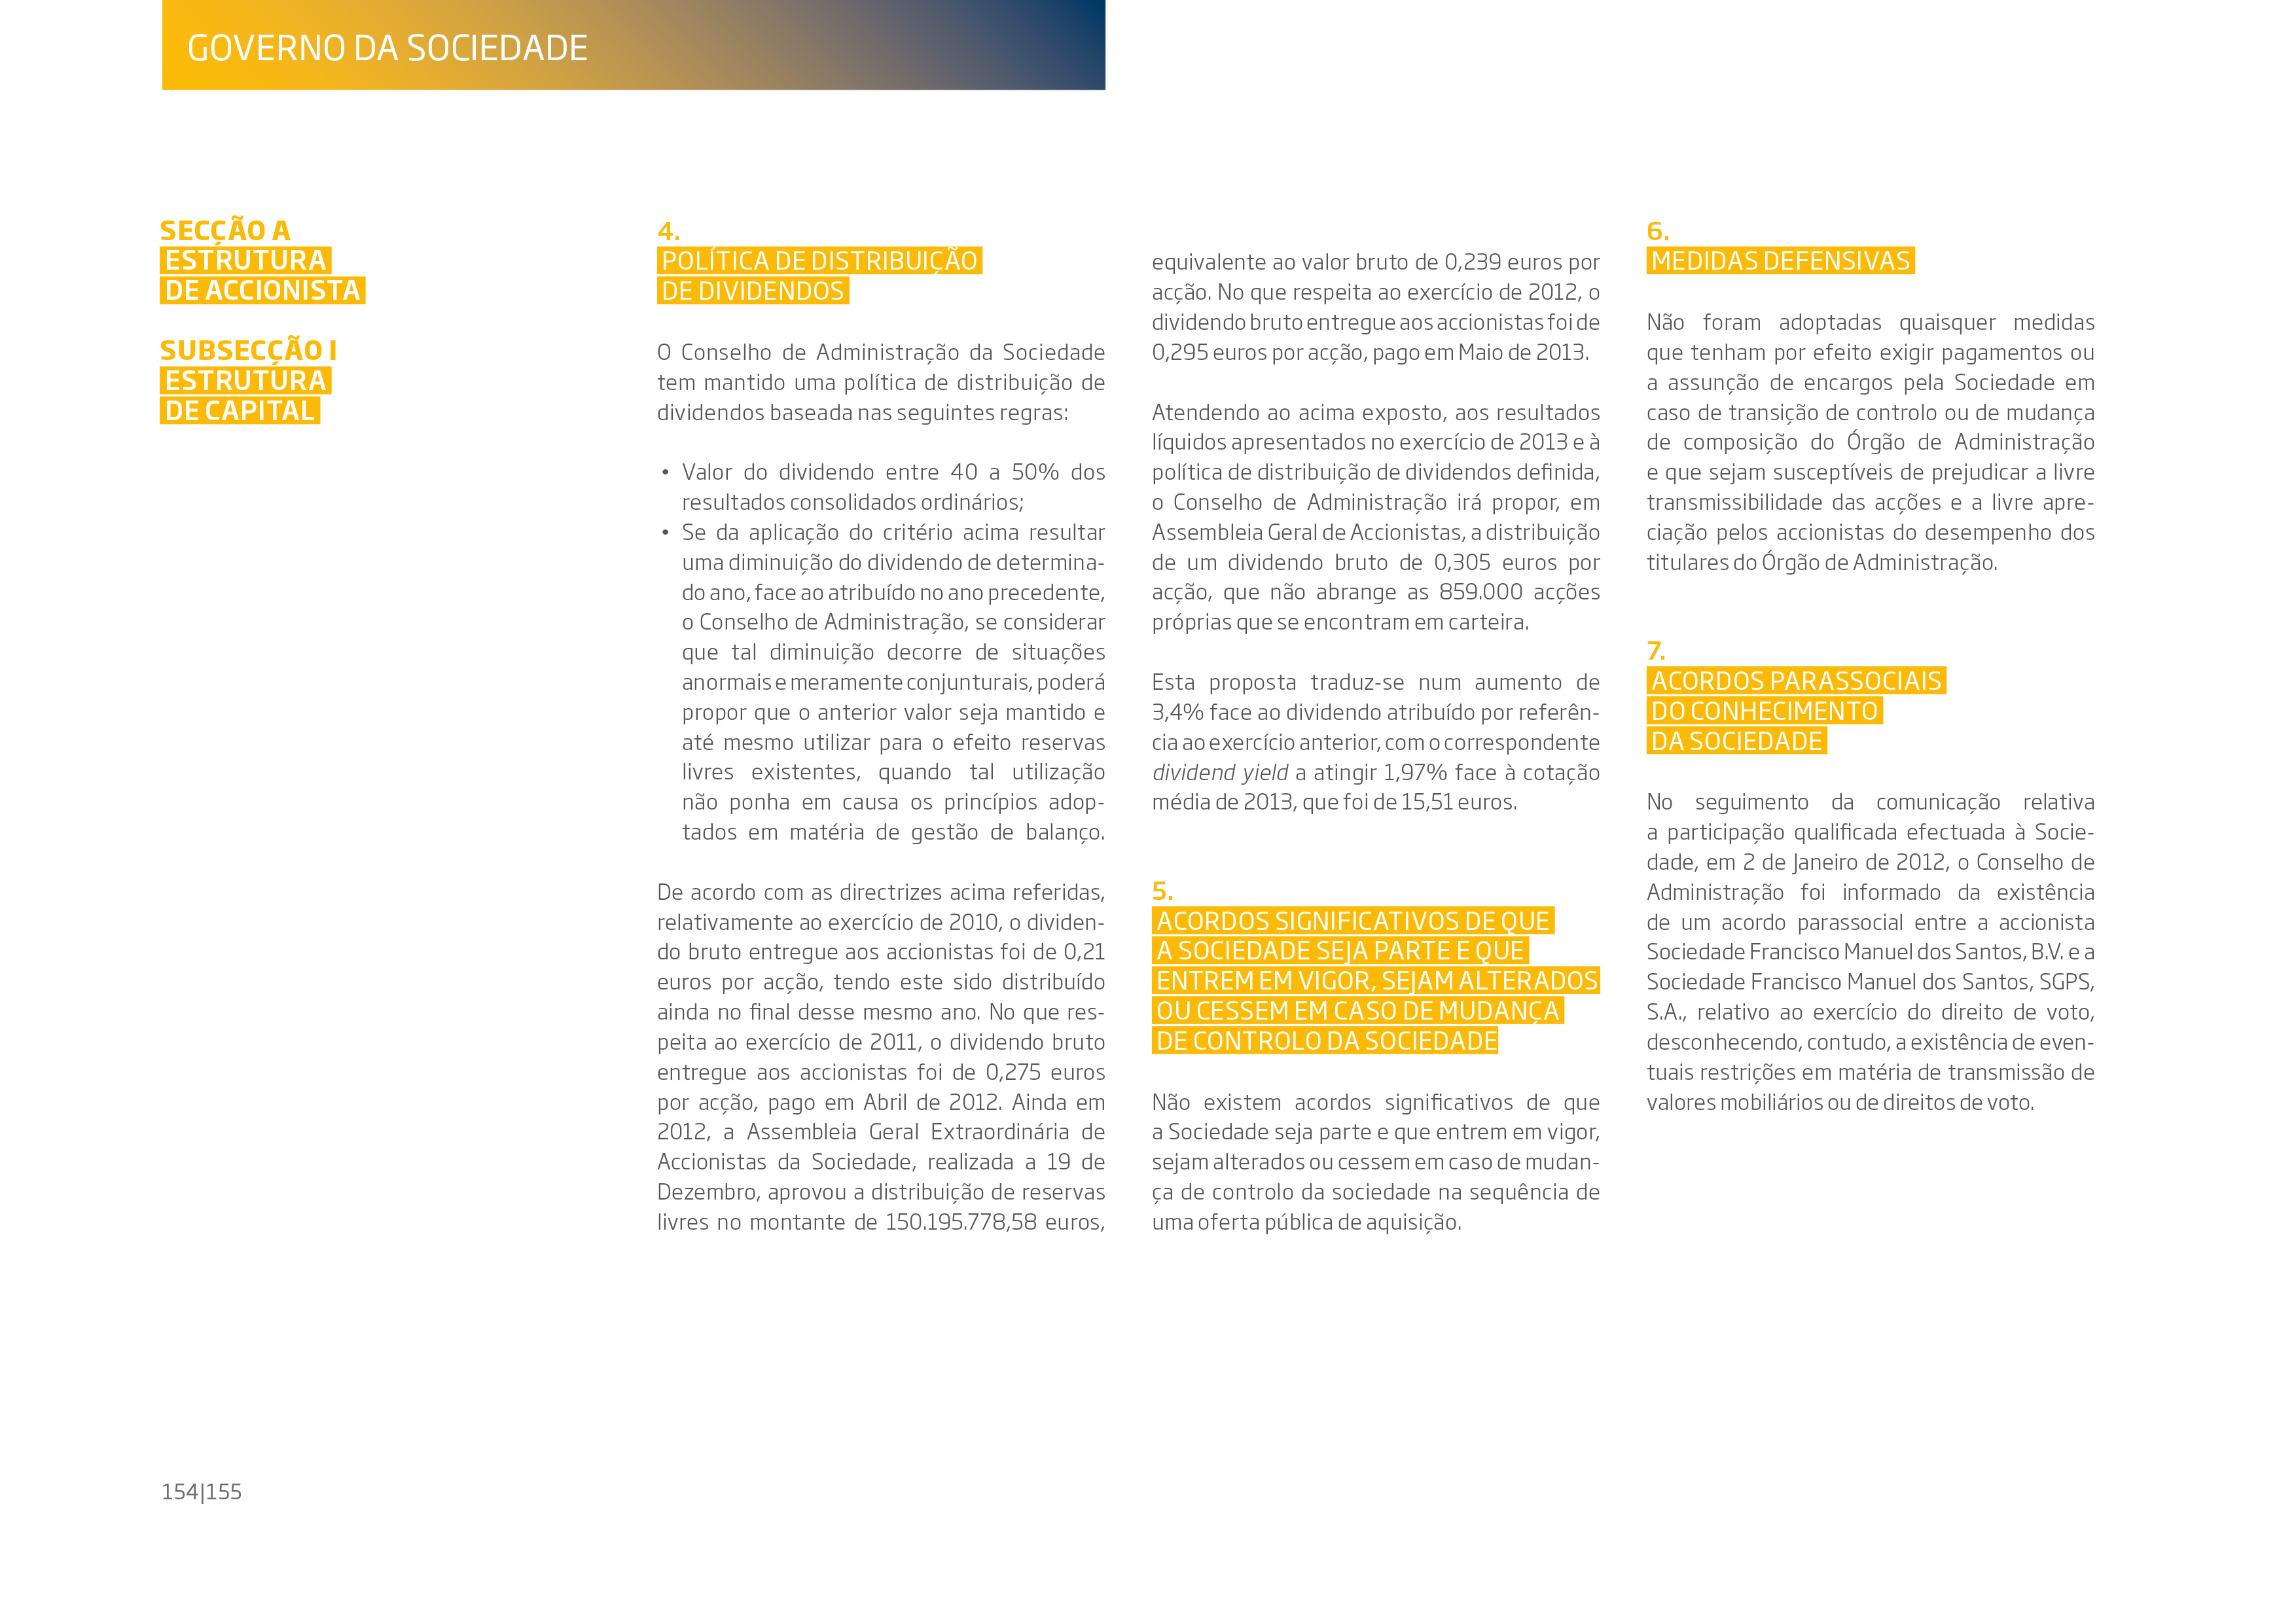 GOVERNO DA SOCIEDADE
SECÇÃO A
ESTRUTURA
DE ACCIONISTA
SUBSECÇÃO I
ESTRUTURA
DE CAPITAL
4.
POLÍTICA DE DISTRIBUIÇÃO
DE DIVIDENDOS
O Conselho de Administração da Sociedade
tem mantido uma política de distribuição de
dividendos baseada nas seguintes regras:
• Valor do dividendo entre 40 a 50% dos
resultados consolidados ordinários;
• Se da aplicação do critério acima resultar
uma diminuição do dividendo de determina-
do ano, face ao atribuído no ano precedente,
o Conselho de Administração, se considerar
que tal diminuição decorre de situações
anormais e meramente conjunturais, poderá
propor que o anterior valor seja mantido e
até mesmo utilizar para o efeito reservas
livres existentes, quando tal utilização
não ponha em causa os princípios adop-
tados em matéria de gestão de balanço.
De acordo com as directrizes acima referidas,
relativamente ao exercício de 2010, o dividen-
do bruto entregue aos accionistas foi de 0,21
euros por acção, tendo este sido distribuído
ainda no final desse mesmo ano. No que res-
peita ao exercício de 2011, o dividendo bruto
entregue aos accionistas foi de 0,275 euros
por acção, pago em Abril de 2012. Ainda em
2012, a Assembleia Geral Extraordinária de
Accionistas da Sociedade, realizada a 19 de
Dezembro, aprovou a distribuição de reservas
livres no montante de 150.195.778,58 euros,
equivalente ao valor bruto de 0,239 euros por
acção. No que respeita ao exercício de 2012, o
dividendo bruto entregue aos accionistas foi de
0,295 euros por acção, pago em Maio de 2013.
Atendendo ao acima exposto, aos resultados
líquidos apresentados no exercício de 2013 e à
política de distribuição de dividendos definida,
o Conselho de Administração irá propor, em
Assembleia Geral de Accionistas, a distribuição
de um dividendo bruto de 0,305 euros por
acção, que não abrange as 859.000 acções
próprias que se encontram em carteira.
Esta proposta traduz-se num aumento de
3,4% face ao dividendo atribuído por referên-
cia ao exercício anterior, com o correspondente
dividend yield a atingir 1,97% face à cotação
média de 2013, que foi de 15,51 euros.
5.
ACORDOS SIGNIFICATIVOS DE QUE
A SOCIEDADE SEJA PARTE E QUE
ENTREM EM VIGOR, SEJAM ALTERADOS
OU CESSEM EM CASO DE MUDANÇA
DE CONTROLO DA SOCIEDADE
Não existem acordos significativos de que
a Sociedade seja parte e que entrem em vigor,
sejam alterados ou cessem em caso de mudan-
ça de controlo da sociedade na sequência de
uma oferta pública de aquisição.
6.
MEDIDAS DEFENSIVAS
Não foram adoptadas quaisquer medidas
que tenham por efeito exigir pagamentos ou
a assunção de encargos pela Sociedade em
caso de transição de controlo ou de mudança
de composição do Órgão de Administração
e que sejam susceptíveis de prejudicar a livre
transmissibilidade das acções e a livre apre-
ciação pelos accionistas do desempenho dos
titulares do Órgão de Administração.
7.
ACORDOS PARASSOCIAIS
DO CONHECIMENTO
DA SOCIEDADE
No seguimento da comunicação relativa
a participação qualificada efectuada à Socie-
dade, em 2 de Janeiro de 2012, o Conselho de
Administração foi informado da existência
de um acordo parassocial entre a accionista
Sociedade Francisco Manuel dos Santos, B.V. e a
Sociedade Francisco Manuel dos Santos, SGPS,
S.A., relativo ao exercício do direito de voto,
desconhecendo, contudo, a existência de even-
tuais restrições em matéria de transmissão de
valores mobiliários ou de direitos de voto.
154|155